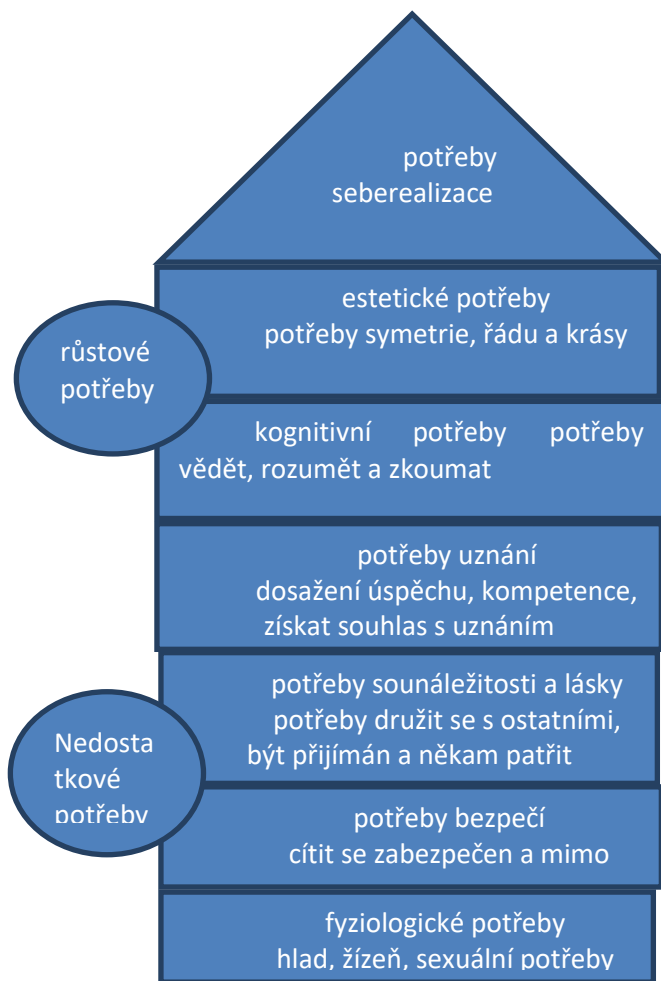 potřeby
seberealizace
estetické potřeby
potřeby symetrie, řádu a krásy
růstové
potřeby
kognitivní potřeby potřeby
vědět, rozumět a zkoumat
potřeby uznání
dosažení úspěchu, kompetence,
získat souhlas s uznáním
potřeby sounáležitosti a lásky
potřeby družit se s ostatními,
být přijímán a někam patřit
Nedosta
tkové
potřeby
potřeby bezpečí
cítit se zabezpečen a mimo
fyziologické potřeby
hlad, žízeň, sexuální potřeby